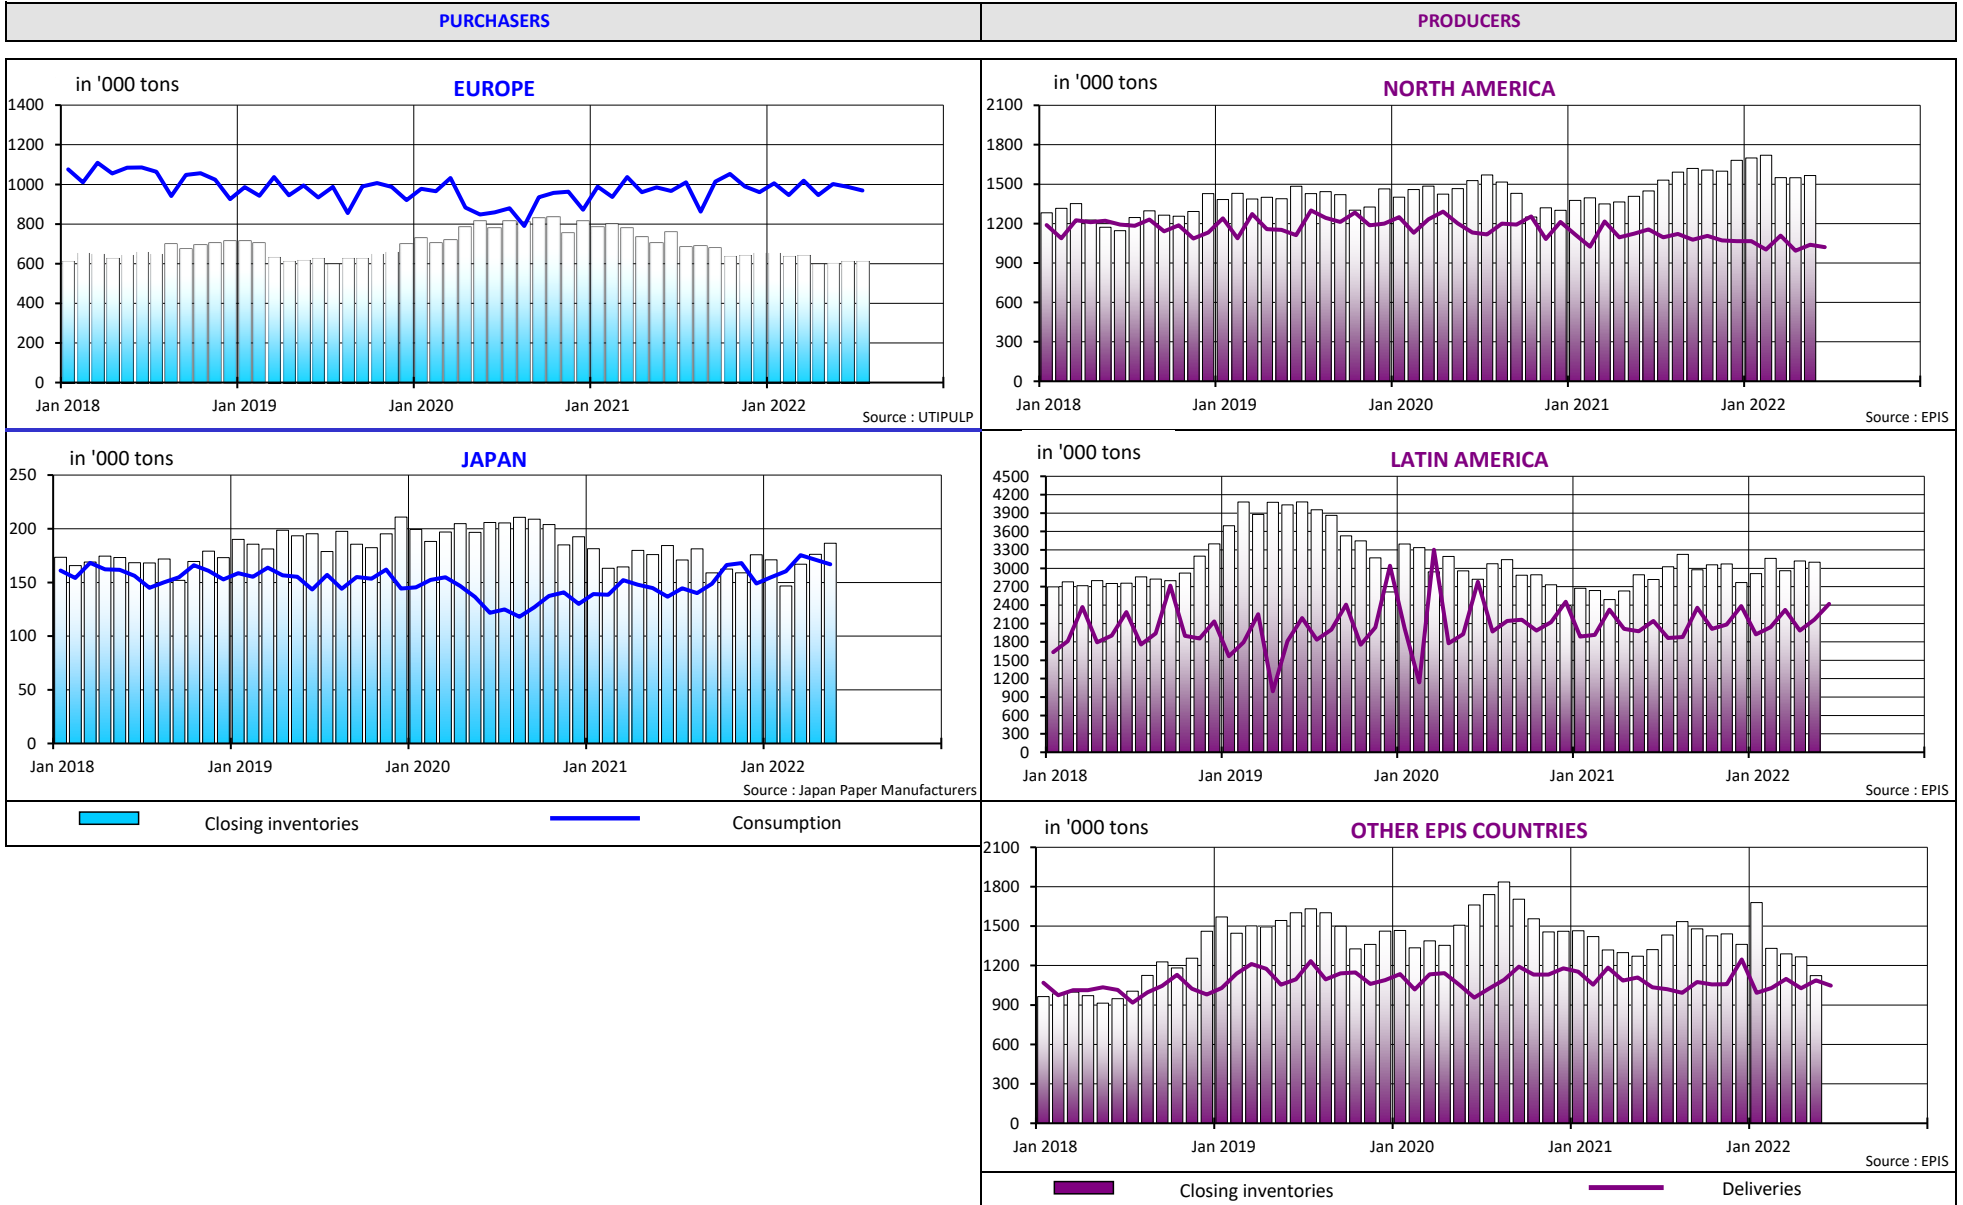 PURCHASERS
PRODUCERS
in '000 tons
EUROPE
1400
1200
1000
800
600
400
200
0
Jan 2018
Jan 2019
Jan 2020
Jan 2021
Jan 2022
Source : UTIPULP
in '000 tons
JAPAN
250
200
150
100
50
0
Jan 2018
Jan 2019
Jan 2020
Jan 2021
Jan 2022
Source : Japan Paper Manufacturers
Closing inventories
Consumption
in '000 tons
NORTH AMERICA
2100
1800
1500
1200
900
600
300
0
Jan 2018
Jan 2019
Jan 2020
Jan 2021
Jan 2022
Source : EPIS
in '000 tons
LATIN AMERICA
4500
4200
3900
3600
3300
3000
2700
2400
2100
1800
1500
1200
900
600
300
0
Jan 2018
Jan 2019
Jan 2020
Jan 2021
Jan 2022
Source : EPIS
in '000 tons
OTHER EPIS COUNTRIES
2100
1800
1500
1200
900
600
300
0
Jan 2018
Jan 2019
Jan 2020
Jan 2021
Jan 2022
Source : EPIS
Closing inventories
Deliveries